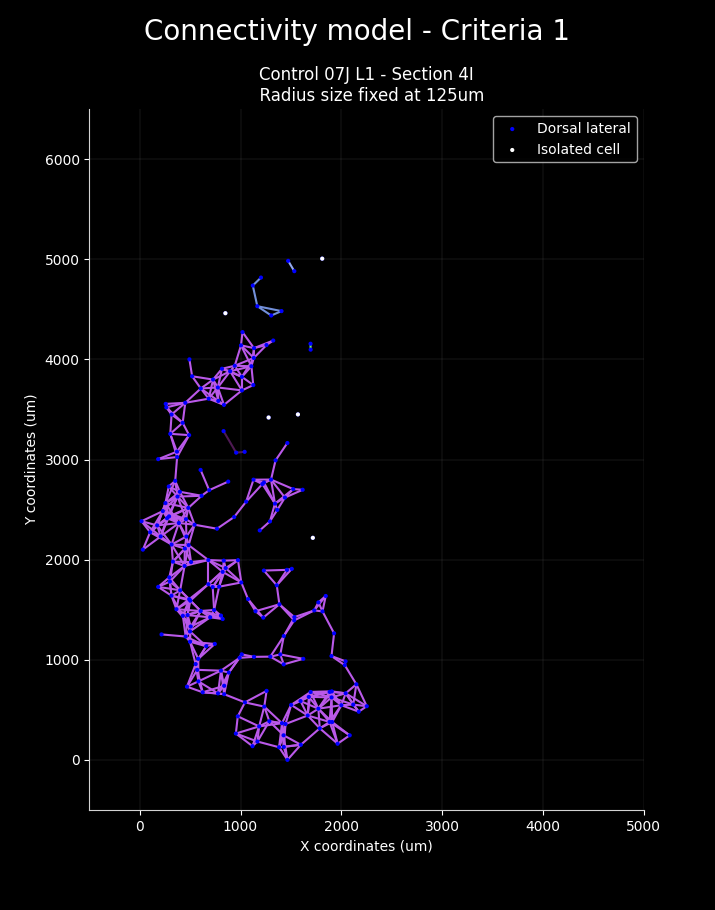 Connectivity model - Criteria 1
Control 07J L1 - Section 4I
Radius size fixed at 125um
Dorsal lateral
Isolated cell
6000
5000
4000
3000
2000
1000
0
Y coordinates (um)
0 1000 2000 3000 4000 5000
X coordinates (um)